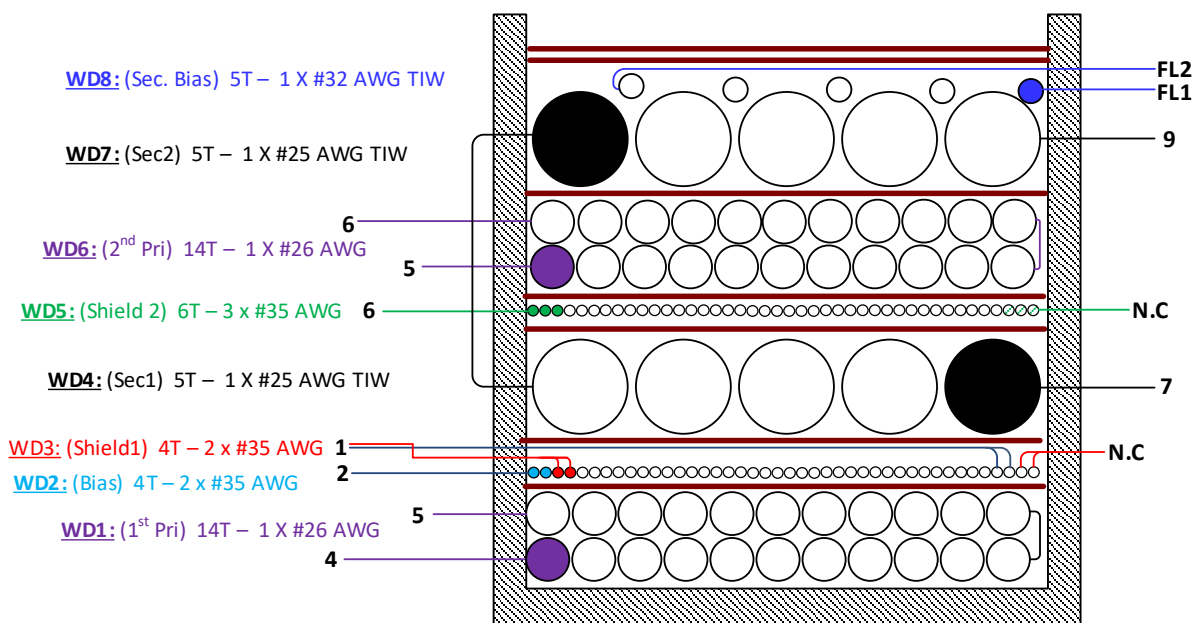 FL2
WD8: (Sec. Bias) 5T – 1 X #32 AWG TIW
FL1
WD7: (Sec2) 5T – 1 X #25 AWG TIW
9
6
WD6: (2nd Pri) 14T – 1 X #26 AWG
5
WD5: (Shield 2) 6T – 3 x #35 AWG 6
N.C
WD4: (Sec1) 5T – 1 X #25 AWG TIW
7
WD3: (Shield1) 4T – 2 x #35 AWG 1
N.C
2
WD2: (Bias) 4T – 2 x #35 AWG
5
WD1: (1st Pri) 14T – 1 X #26 AWG
4